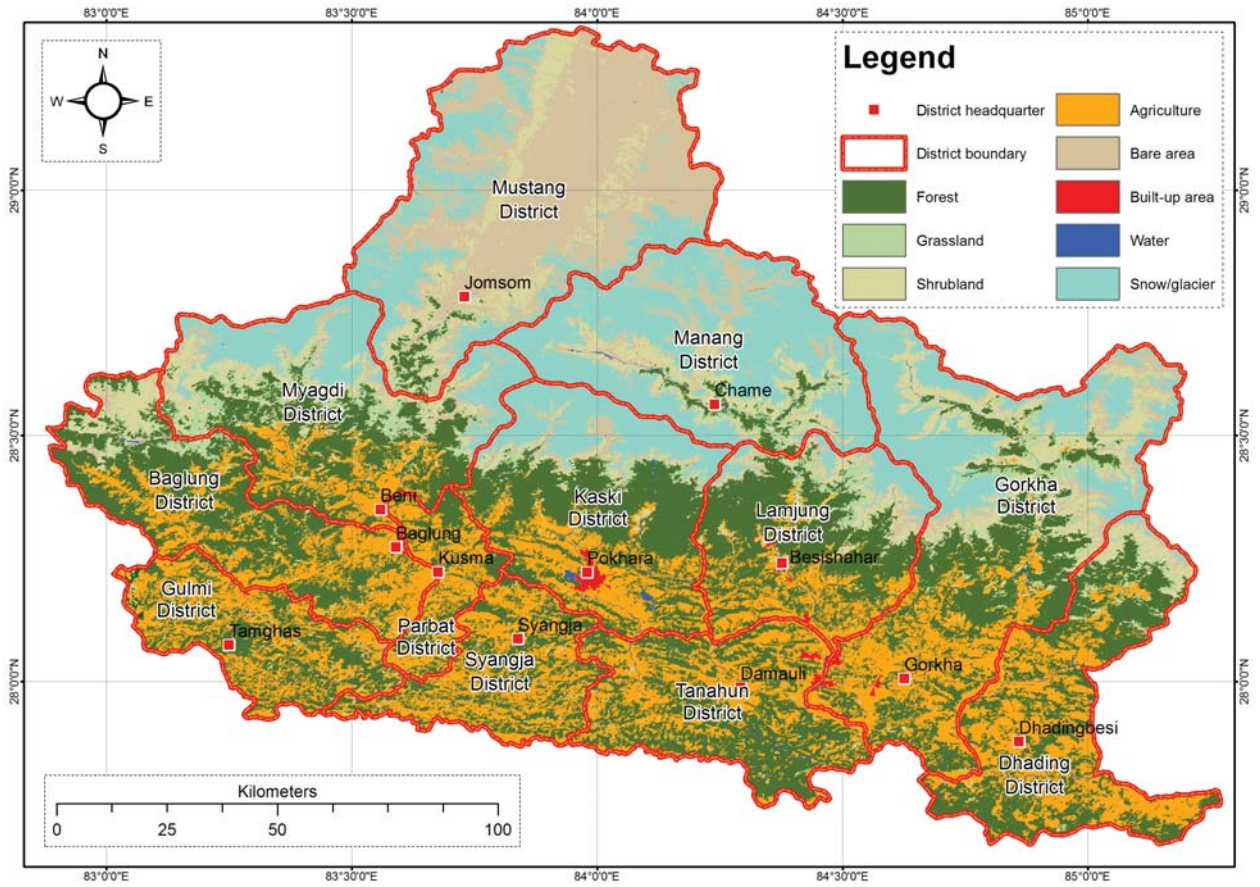 83°0'0"E
83°30'0"E
84°0'0"E
84°30'0"E
85°0'0"E
N
W
E
S
Legend
District headquarter
District boundary
Forest
Grassland
Shrubland
Agriculture
Bare area
Built-up area
Water
Snow/glacier
29°0'0"N
29°0'0"N
Mustang
District
Jomsom
Manang
District
Chame
Myagdi
District
28°30'0"N
28°30'0"N
Baglung
District
Beni
Baglung
Kaski
District
Lamjung
District
Gorkha
District
Kusma
Pokhara
Besishahar
Gulmi
District
Tamghas
Parbat
District
Syangja
Syangja
District
Damauli
Tanahun
District
Gorkha
28°0'0"N
28°0'0"N
Dhadingbesi
Dhading
District
Kilometers
0
25
50
100
83°0'0"E
83°30'0"E
84°0'0"E
84°30'0"E
85°0'0"E